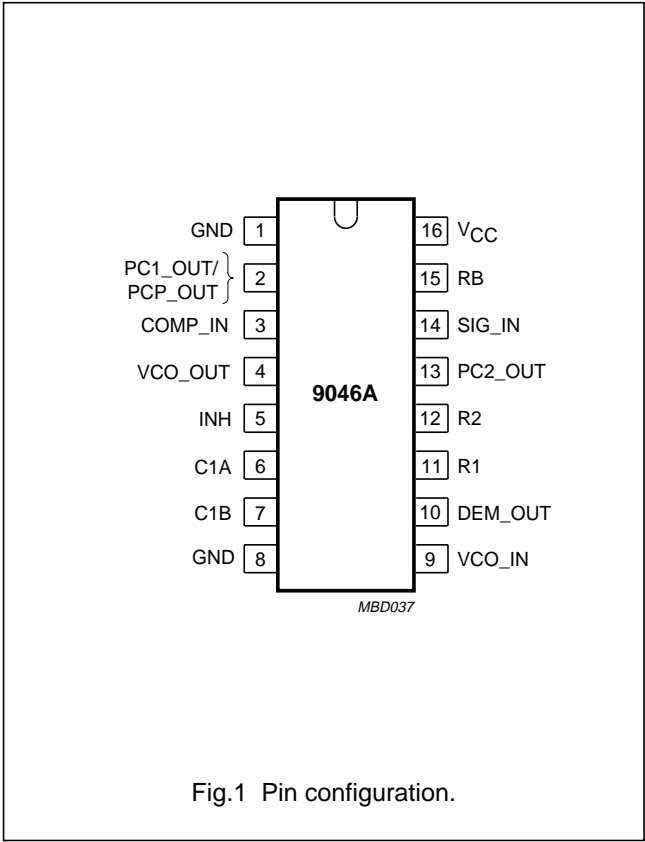 GND 1 16 VCC
PC1_OUT/
PCP_OUT 2 15 RB
COMP_IN 3 14 SIG_IN
VCO_OUT 4 13 PC2_OUT
9046A
INH 5 12 R2
C1A 6 11 R1
C1B 7 10 DEM_OUT
GND 8 9 VCO_IN
MBD037
Fig.1 Pin configuration.